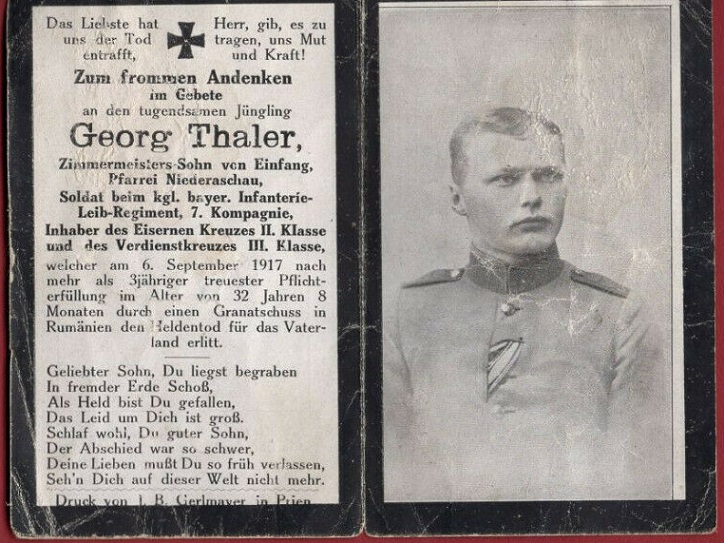 Das Liebste hat uns der Tod entrafft,
Herr, gib, es zu tragen, uns Mut und Kraft!
Zum frommen Andenken
im Gebete
an den tugendsamen Jüngling
Georg Thaler,
Zimmermeisters-Sohn von Einfang,
Pfarrei Niederaschau,
Soldat beim kgl. bayer. Infanterie-
Leib-Regiment, 7. Kompagnie,
Inhaber des Eisernen Kreuzes II. Klasse
und des Verdienstkreuzes III. Klasse,
welcher am 6. September 1917 nach
mehr als 3jähriger treuester Pflicht-
erfüllung im Alter von 32 Jahren 8
Monaten durch einen Granatschuss in
Rumänien den Heldentod für das Vater-
land erlitt.
Geliebter Sohn, Du liegst begraben
In fremder Erde Schoß,
Als Held bist Du gefallen,
Das Leid um Dich ist groß.
Schlaf wohl, Du guter Sohn,
Der Abschied war so schwer,
Deine Lieben mußt Du so früh verlassen,
Seh'n Dich auf dieser Welt nicht mehr.
Druck von J. B. Gerlmayer in Prien